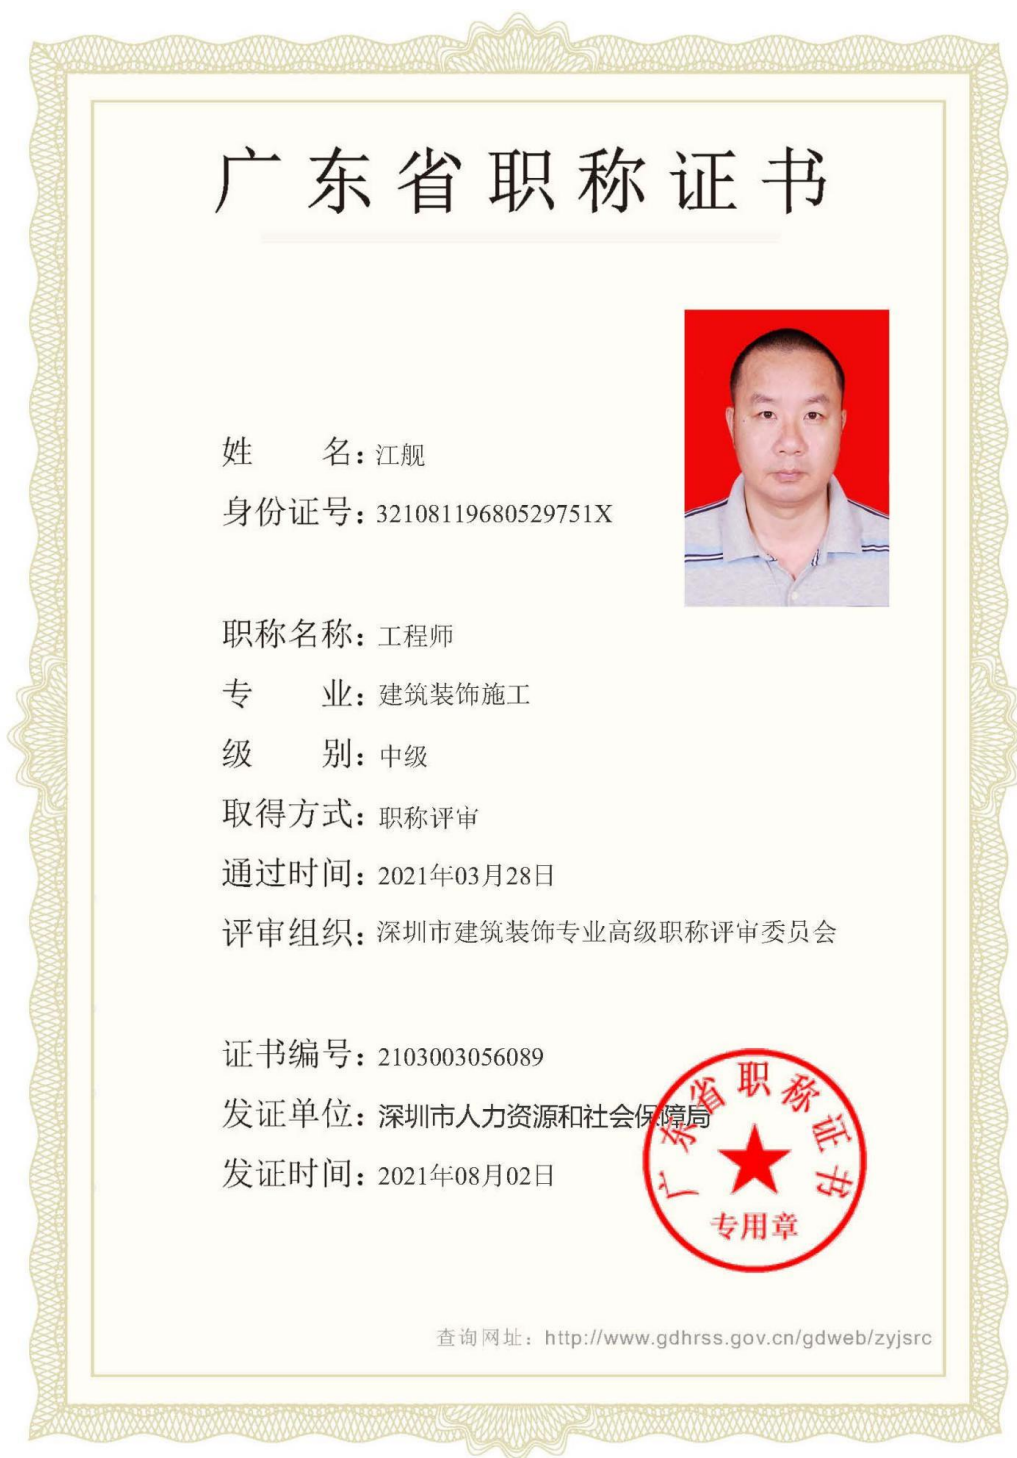 广东省职称证书
姓 名：江舰
身份证号：32108119680529751X
职称名称：工程师
专 业：建筑装饰施工
级 别：中级
取得方式：职称评审
通过时间：2021年03月28日
评审组织：深圳市建筑装饰专业高级职称评审委员会
证书编号：2103003056089
发证单位：深圳市人力资源和社会保障局
发证时间：2021年08月02日
广东省职称证书
专用章
查询网址：http://www.gdhrss.gov.cn/gdweb/zyjsrc